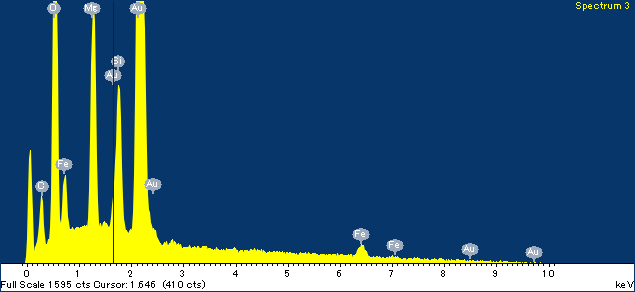 Spectrum 3
O Mg Au
Si
Au
Fe
O Au
Fe
Fe Au Au
0 1 2 3 4 5 6 7 8 9 10
Full Scale 1595 cts Cursor: 1.646 (410 cts) keV